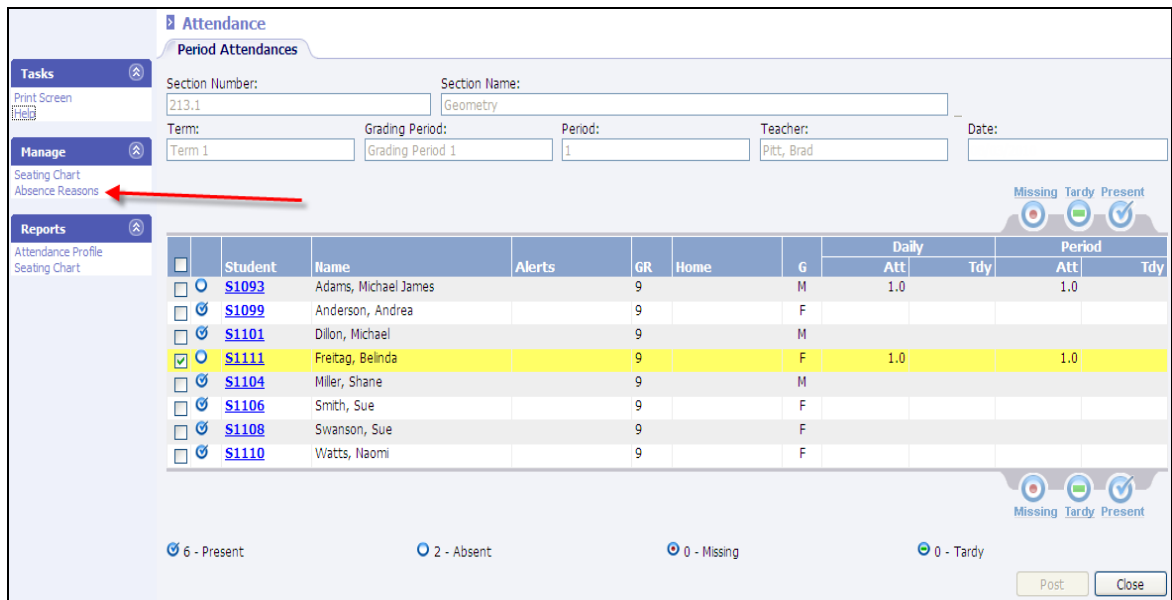 Attendance
Period Attendances
Tasks
Print Screen
Help
Manage
Seating Chart
Absence Reasons
Reports
Attendance Profile
Seating Chart
Section Number: Section Name:
213.1 Geometry
Term: Grading Period: Period: Teacher: Date:
Term 1 Grading Period 1 1 Pitt, Brad
Missing Tardy Present
Daily Period
Student Name Alerts GR Home G Att Tdy Att Tdy
S1093 Adams, Michael James 9 M 1.0 1.0
S1099 Anderson, Andrea 9 F
S1101 Dillon, Michael 9 M
S1111 Freitag, Belinda 9 F 1.0 1.0
S1104 Miller, Shane 9 M
S1106 Smith, Sue 9 F
S1108 Swanson, Sue 9 F
S1110 Watts, Naomi 9 F
Missing Tardy Present
6 - Present 2 - Absent 0 - Missing 0 - Tardy
Post Close